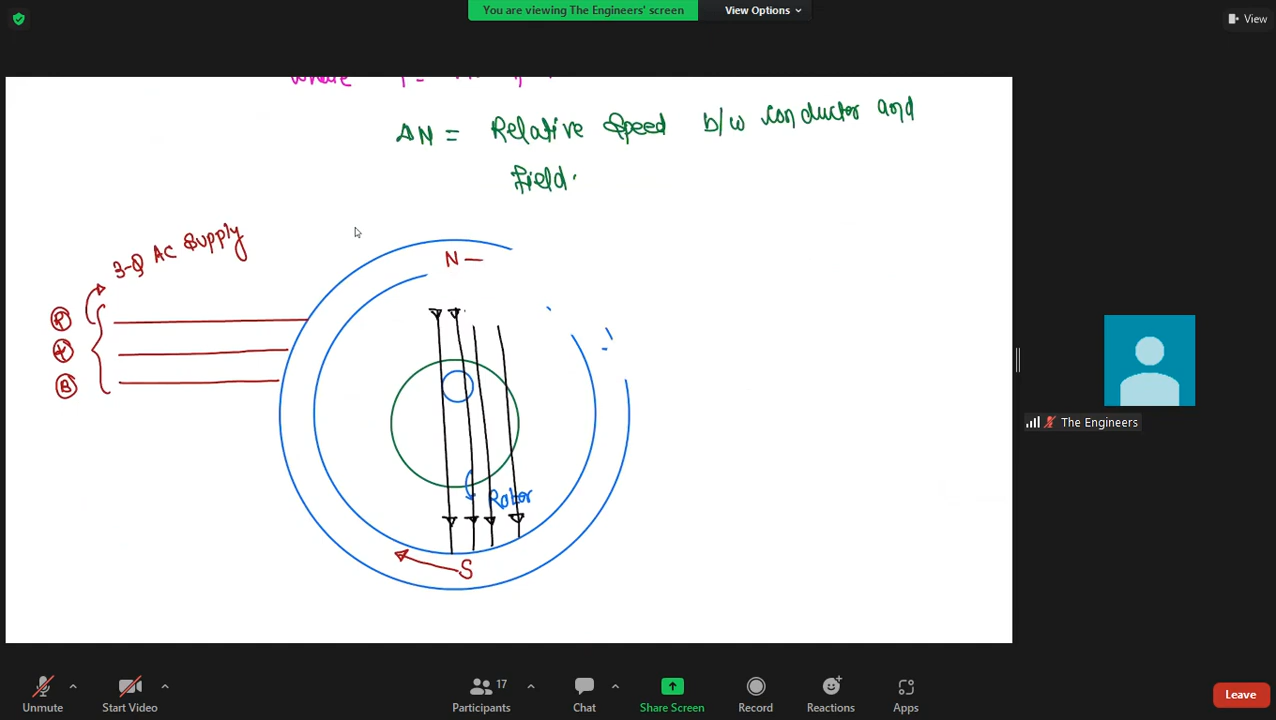 You are viewing The Engineers' screen
View Options
View
where
ΔN = Relative Speed b/w conductor and
field.
3-Φ AC Supply
N
R
Y
B
Rotor
S
The Engineers
Unmute
Start Video
Participants
17
Chat
Share Screen
Record
Reactions
Apps
Leave